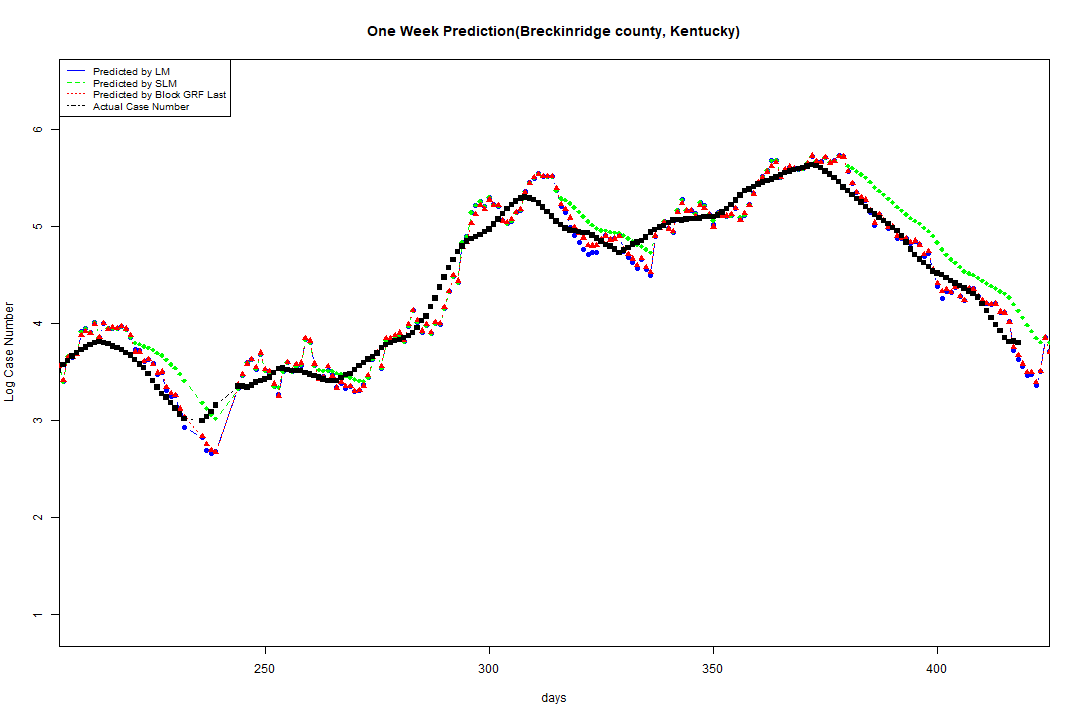 One Week Prediction(Breckinridge county, Kentucky)
Predicted by LM
Predicted by SLM
Predicted by Block GRF Last
Actual Case Number
Log Case Number
6
5
4
3
2
1
250 300 350 400
days